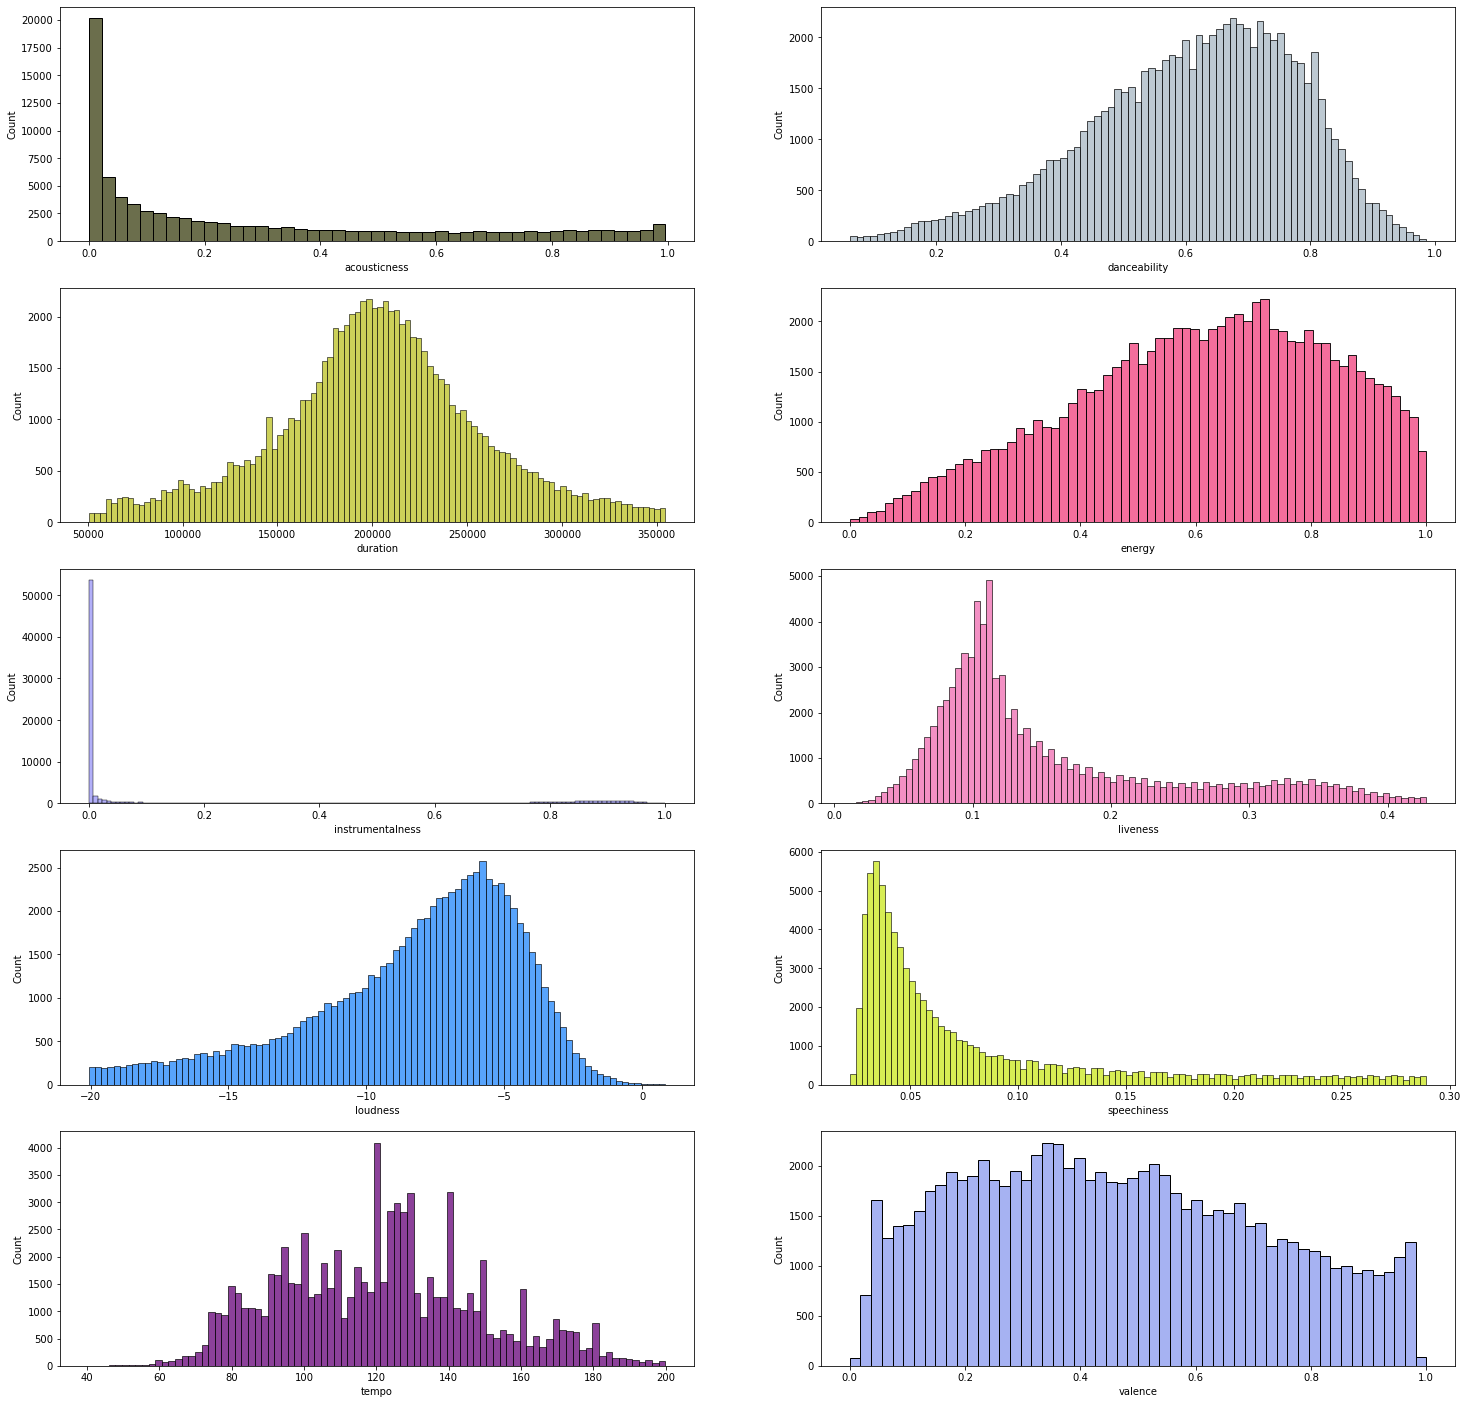 Count
20000
17500
15000
12500
10000
7500
5000
2500
0
0.0 0.2 0.4 0.6 0.8 1.0
acousticness
Count
2000
1500
1000
500
0
0.2 0.4 0.6 0.8 1.0
danceability
Count
2000
1500
1000
500
0
50000 100000 150000 200000 250000 300000 350000
duration
Count
2000
1500
1000
500
0
0.0 0.2 0.4 0.6 0.8 1.0
energy
Count
50000
40000
30000
20000
10000
0
0.0 0.2 0.4 0.6 0.8 1.0
instrumentalness
Count
5000
4000
3000
2000
1000
0
0.0 0.1 0.2 0.3 0.4
liveness
Count
2500
2000
1500
1000
500
0
−20 −15 −10 −5 0
loudness
Count
6000
5000
4000
3000
2000
1000
0
0.05 0.10 0.15 0.20 0.25 0.30
speechiness
Count
4000
3500
3000
2500
2000
1500
1000
500
0
40 60 80 100 120 140 160 180 200
tempo
Count
2000
1500
1000
500
0
0.0 0.2 0.4 0.6 0.8 1.0
valence